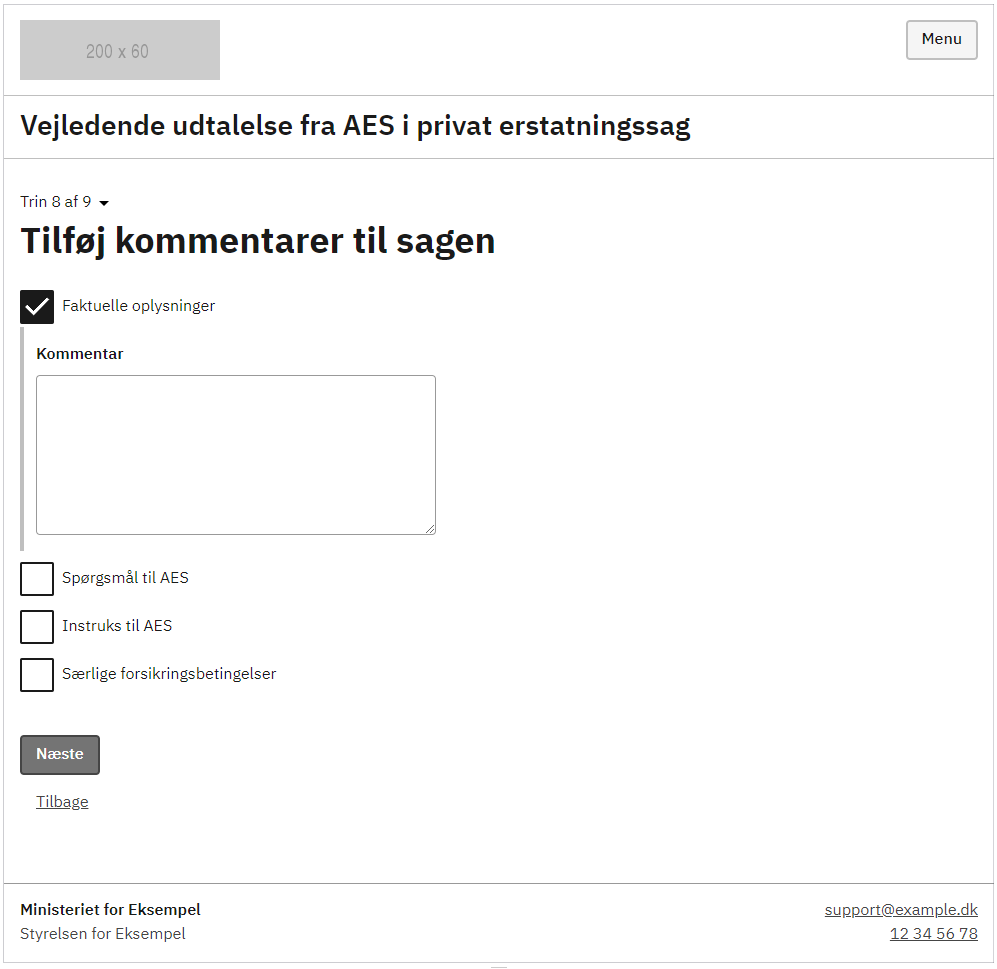 200 x 60
Menu
Vejledende udtalelse fra AES i privat erstatningssag
Trin 8 af 9
Tilføj kommentarer til sagen
Faktuelle oplysninger
Kommentar
Spørgsmål til AES
Instruks til AES
Særlige forsikringsbetingelser
Næste
Tilbage
Ministeriet for Eksempel
support@example.dk
Styrelsen for Eksempel
12 34 56 78